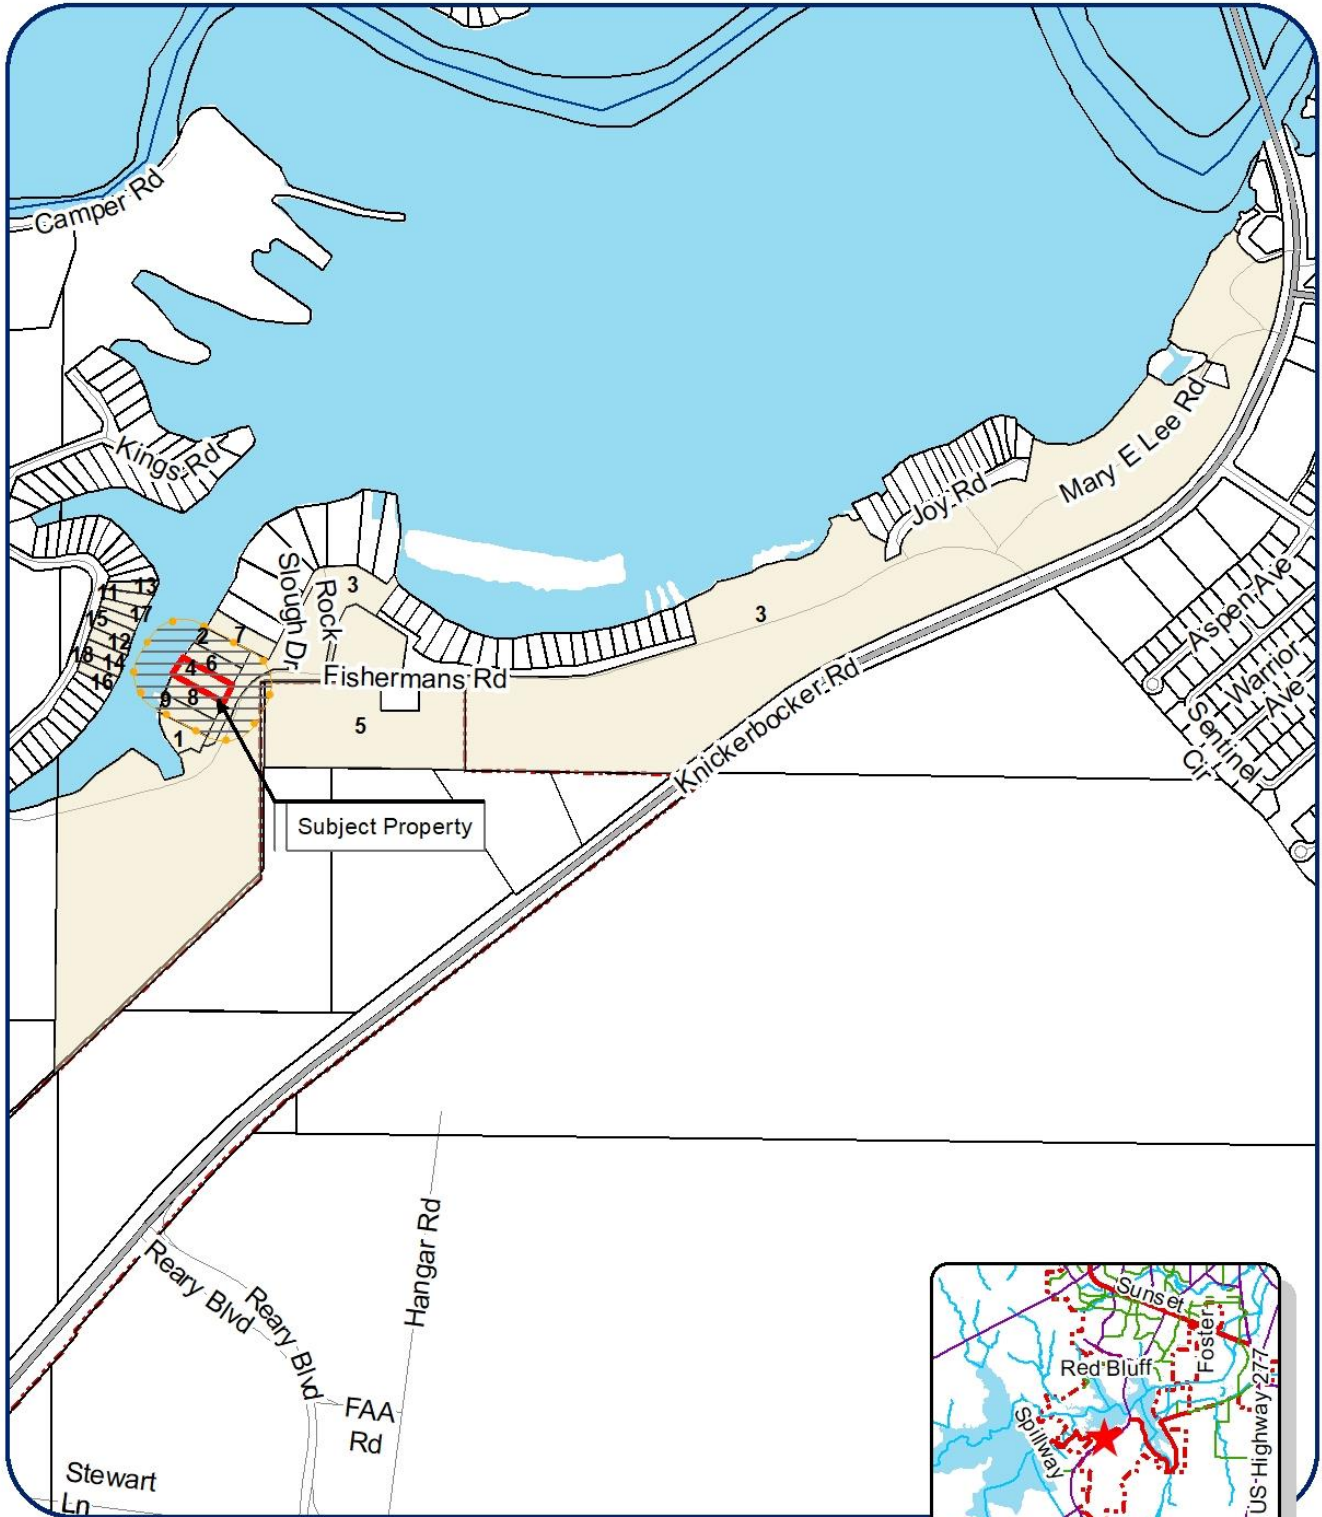 Camper Rd
Kings Rd
Mary E Lee Rd
Joy Rd
Aspen Ave
Warrior
Ave
Sentinel
Cir
Slough Dr
Rock
3
3
11
13
15
17
12
18
14
16
2
7
4
6
9
8
1
Fishermans Rd
5
Knickerbocker Rd
Subject Property
Hangar Rd
Reary Blvd
Reary Blvd
FAA
Rd
Stewart
Ln
Sunset
Foster
Red Bluff
Spillway
US Highway 277